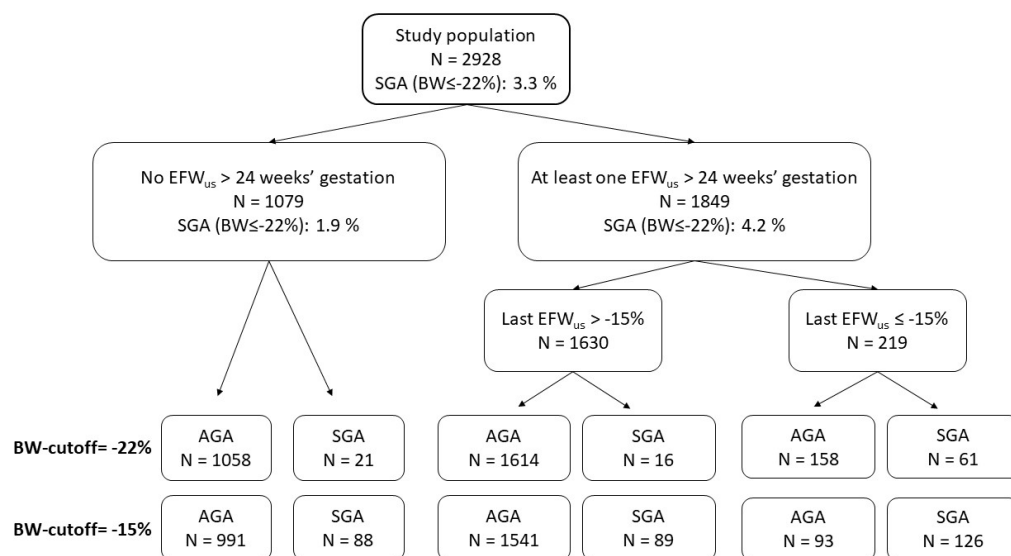 Study population
N = 2928
SGA (BW≤-22%): 3.3 %
No EFWus > 24 weeks’ gestation
N = 1079
SGA (BW≤-22%): 1.9 %
At least one EFWus > 24 weeks’ gestation
N = 1849
SGA (BW≤-22%): 4.2 %
Last EFWus > -15%
N = 1630
Last EFWus ≤ -15%
N = 219
BW-cutoff= -22%
AGA
N = 1058
SGA
N = 21
AGA
N = 1614
SGA
N = 16
AGA
N = 158
SGA
N = 61
BW-cutoff= -15%
AGA
N = 991
SGA
N = 88
AGA
N = 1541
SGA
N = 89
AGA
N = 93
SGA
N = 126